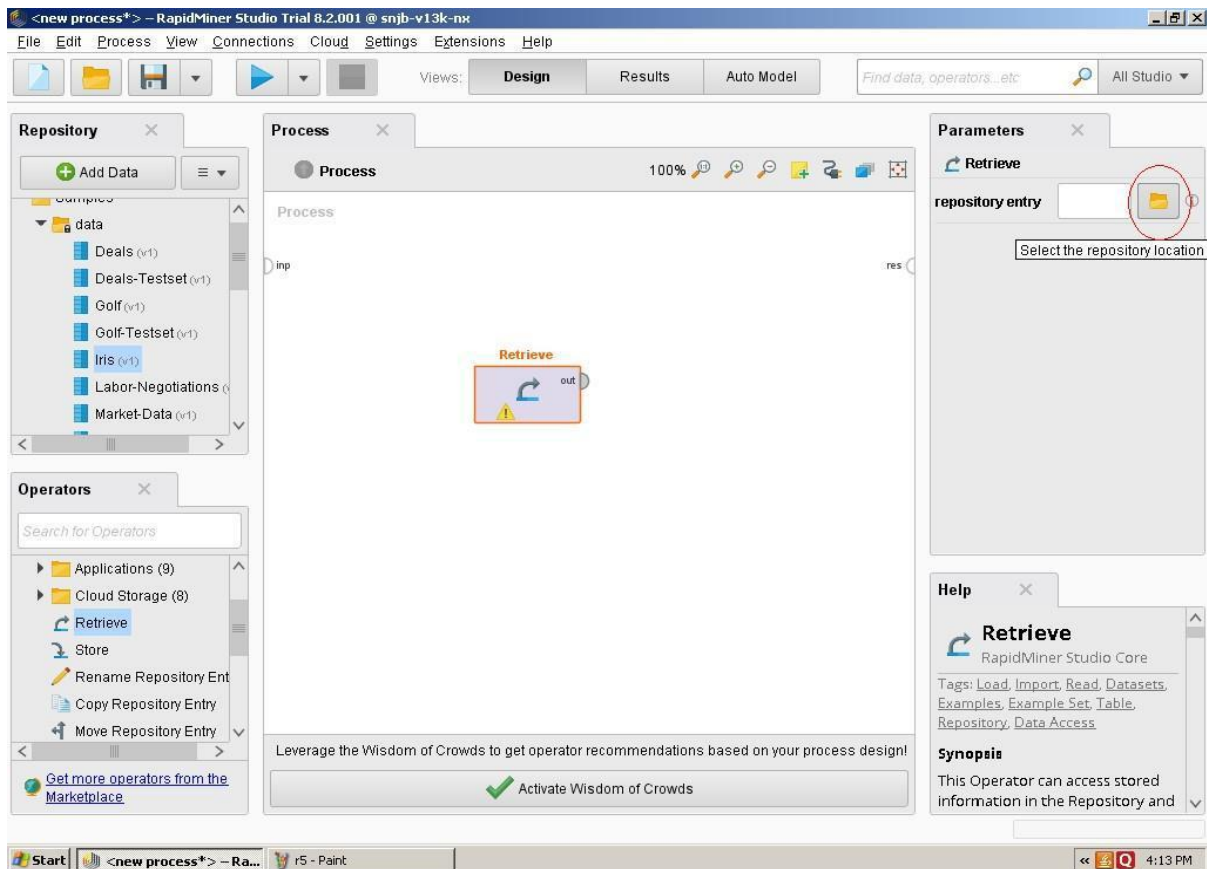 <new process*> – RapidMiner Studio Trial 8.2.001 @ snjb-v13k-nx
File Edit Process View Connections Cloud Settings Extensions Help
Views: Design Results Auto Model Find data, operators...etc All Studio
Repository
Add Data
Samples
data
Deals (v1)
Deals-Testset (v1)
Golf (v1)
Golf-Testset (v1)
Iris (v1)
Labor-Negotiations
Market-Data (v1)
Operators
Search for Operators
Applications (9)
Cloud Storage (8)
Retrieve
Store
Rename Repository Ent
Copy Repository Entry
Move Repository Entry
Get more operators from the
Marketplace
Process
Process 100%
Process
inp res
Retrieve
out
Leverage the Wisdom of Crowds to get operator recommendations based on your process design!
Activate Wisdom of Crowds
Parameters
Retrieve
repository entry
Select the repository location
Help
Retrieve
RapidMiner Studio Core
Tags: Load, Import, Read, Datasets,
Examples, Example Set, Table,
Repository, Data Access
Synopsis
This Operator can access stored
information in the Repository and
Start <new process*> – Ra... r5 - Paint « Q 4:13 PM